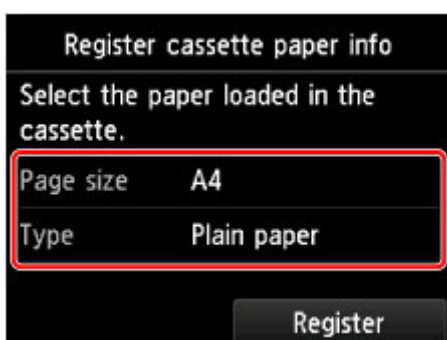 Register cassette paper info
Select the paper loaded in the
cassette.
Page size A4
Type Plain paper
Register